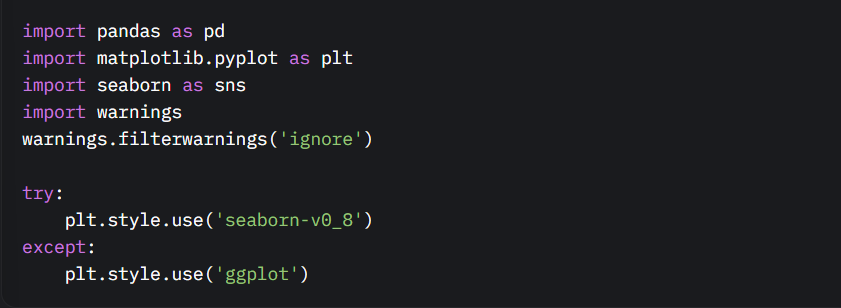 import pandas as pd
import matplotlib.pyplot as plt
import seaborn as sns
import warnings
warnings.filterwarnings('ignore')

try:
    plt.style.use('seaborn-v0_8')
except:
    plt.style.use('ggplot')